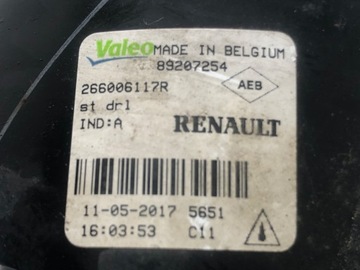 Valeo MADE IN BELGIUM
89207254
266006117R
AEB
st drl
IND:A
RENAULT
11-05-2017 5651
16:03:53 C11